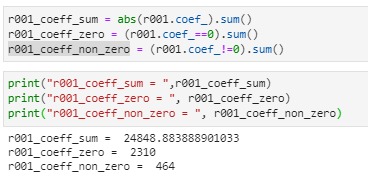 r001_coeff_sum = abs(r001.coef_).sum()
r001_coeff_zero = (r001.coef_==0).sum()
r001_coeff_non_zero = (r001.coef_!=0).sum()
print("r001_coeff_sum = ",r001_coeff_sum)
print("r001_coeff_zero = ", r001_coeff_zero)
print("r001_coeff_non_zero = ", r001_coeff_non_zero)
r001_coeff_sum =  24848.883888901033
r001_coeff_zero =  2310
r001_coeff_non_zero =  464